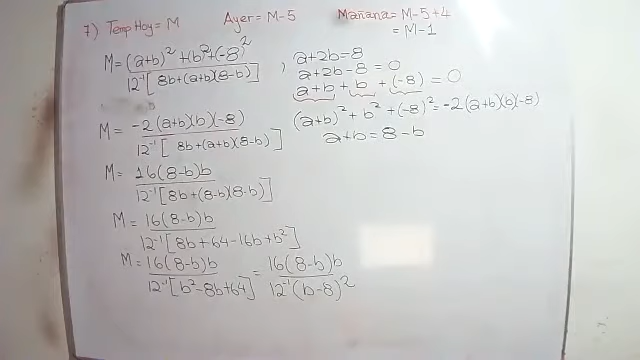 7) Temp Hoy = M Ayer = M-5 Mañana = M-5+4
= M-1
M = (a+b)² + (b² + (-8)² / 12⁻¹[8b+(a+b)(8-b)] , a+2b=8
a+2b-8=0
a+b + b + (-8) = 0
(a+b)² + b² + (-8)² = -2(a+b)(b)(-8)
a+b = 8-b
M = -2(a+b)(b)(-8) / 12⁻¹[8b+(a+b)(8-b)]
M = 16(8-b)b / 12⁻¹[8b+(8-b)(8-b)]
M = 16(8-b)b / 12⁻¹[8b+64-16b+b²]
M = 16(8-b)b / 12⁻¹[b²-8b+64] = 16(8-b)b / 12⁻¹(b-8)²